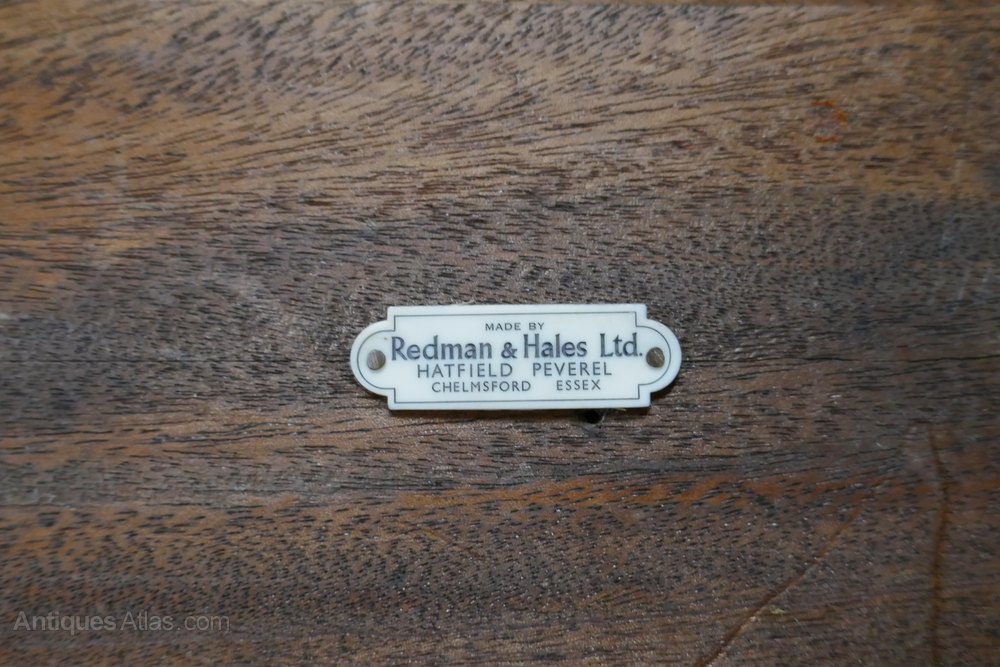 MADE BY
Redman & Hales Ltd.
HATFIELD PEVEREL
CHELMSFORD ESSEX
Antiques Atlas.com